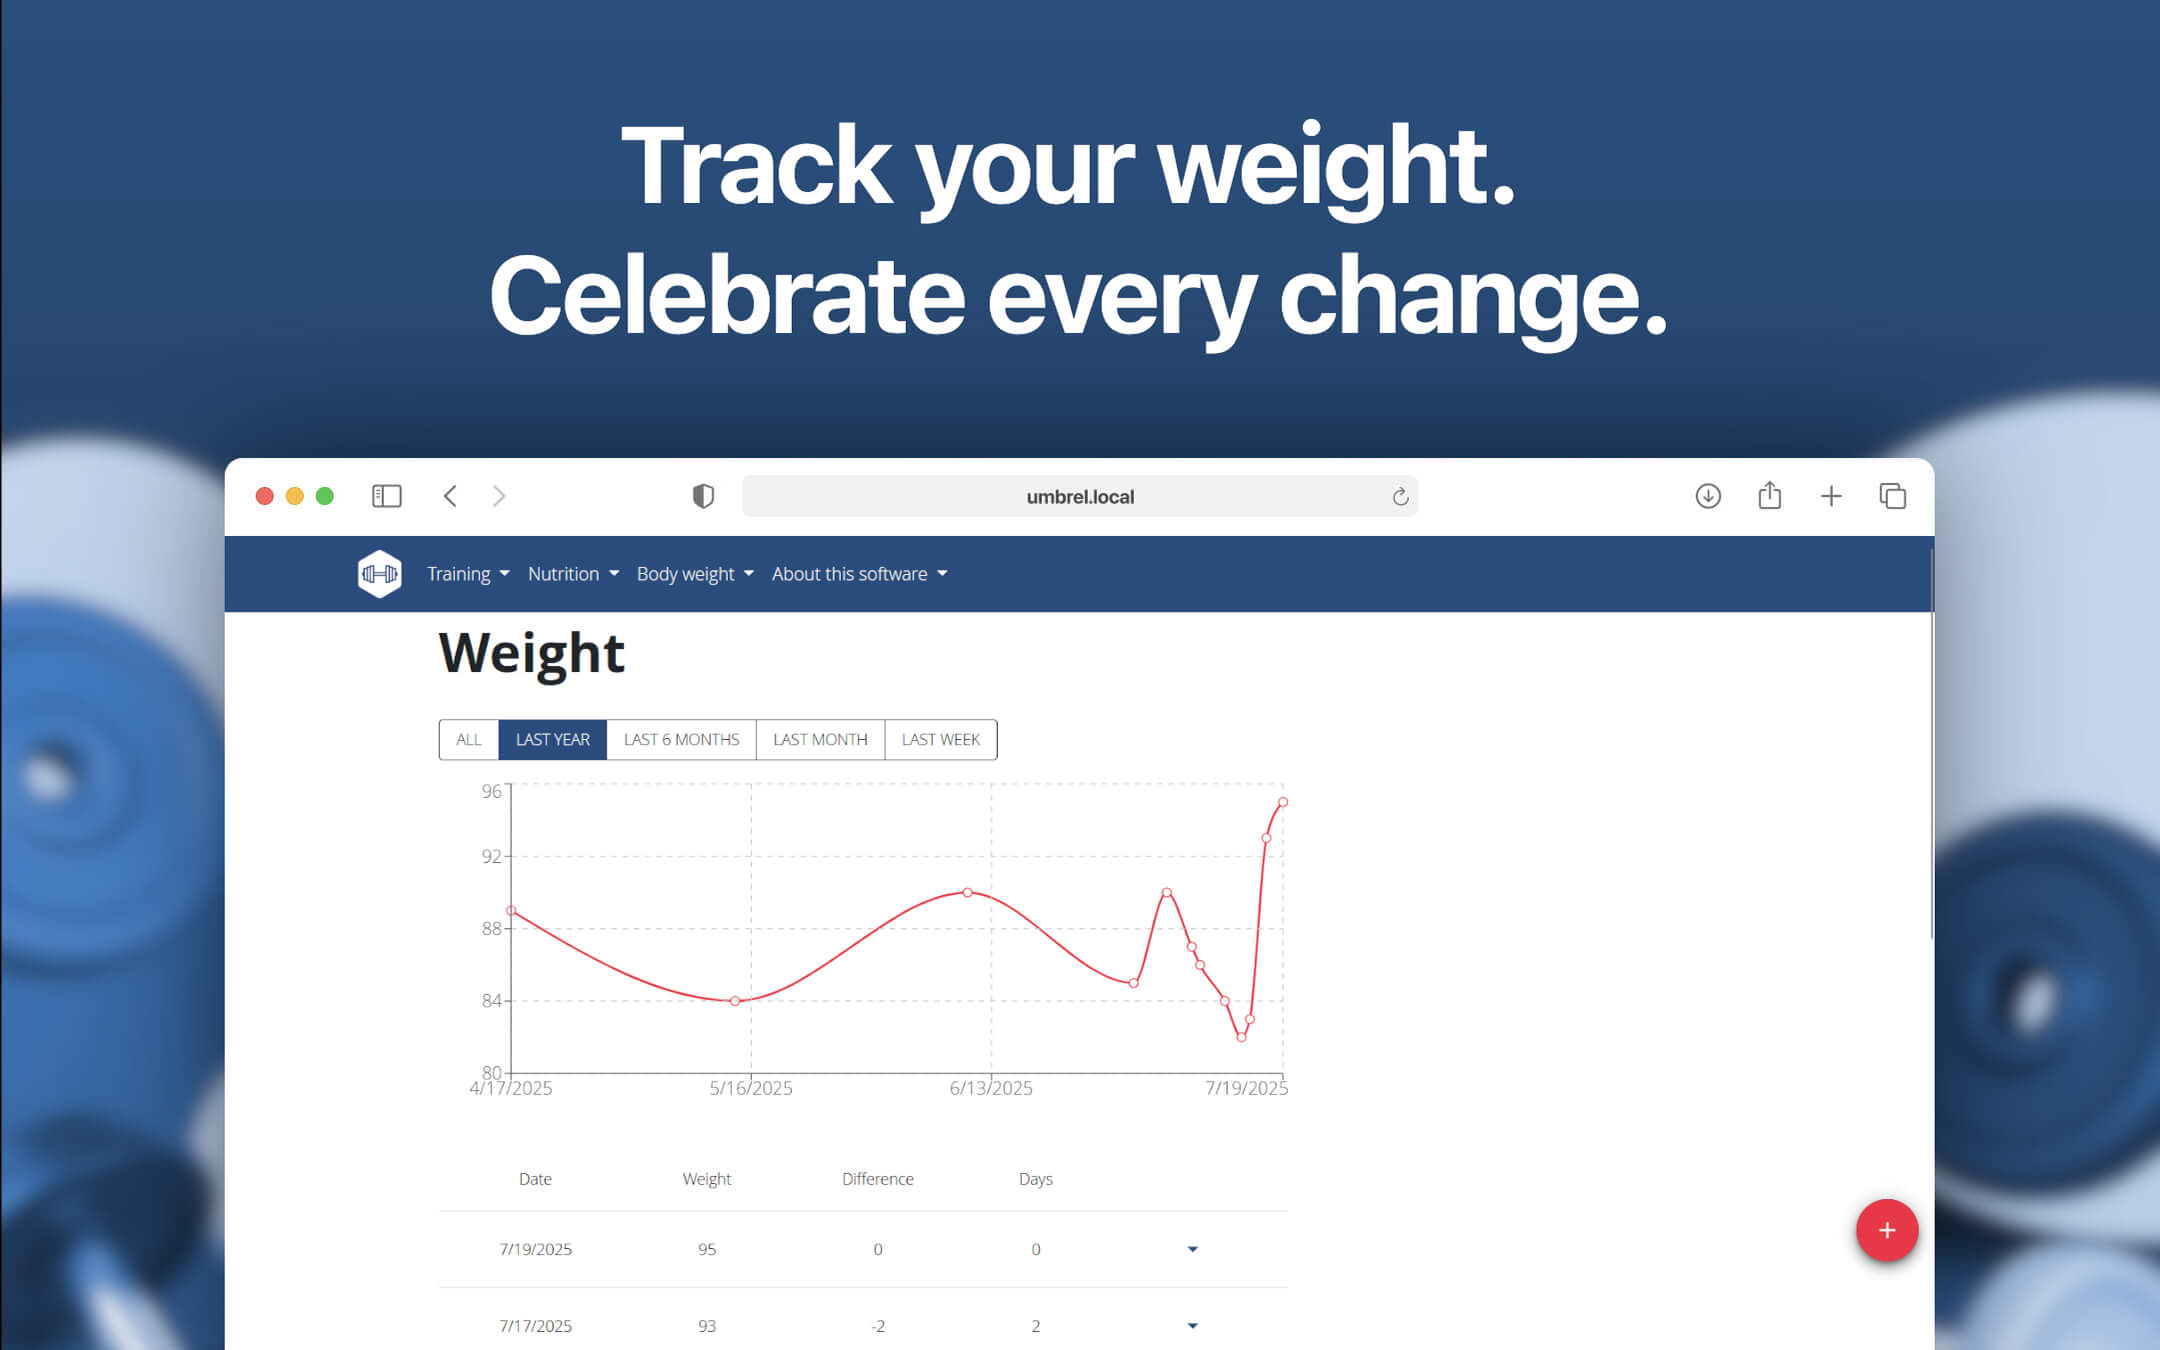 Track your weight.
Celebrate every change.
umbrel.local
Training Nutrition Body weight About this software
Weight
ALL LAST YEAR LAST 6 MONTHS LAST MONTH LAST WEEK
96
92
88
84
80
4/17/2025 5/16/2025 6/13/2025 7/19/2025
Date Weight Difference Days
7/19/2025 95 0 0
7/17/2025 93 -2 2